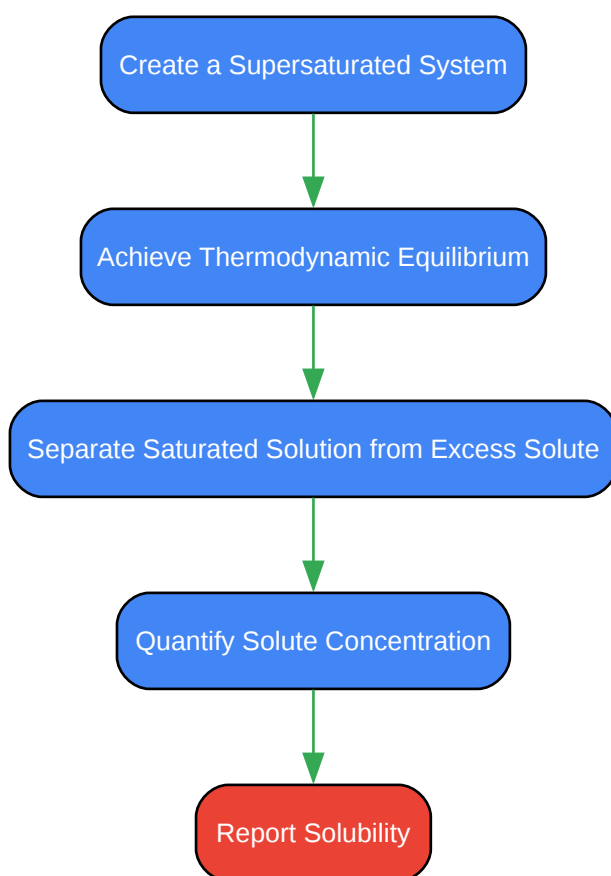 Create a Supersaturated System
Achieve Thermodynamic Equilibrium
Separate Saturated Solution from Excess Solute
Quantify Solute Concentration
Report Solubility